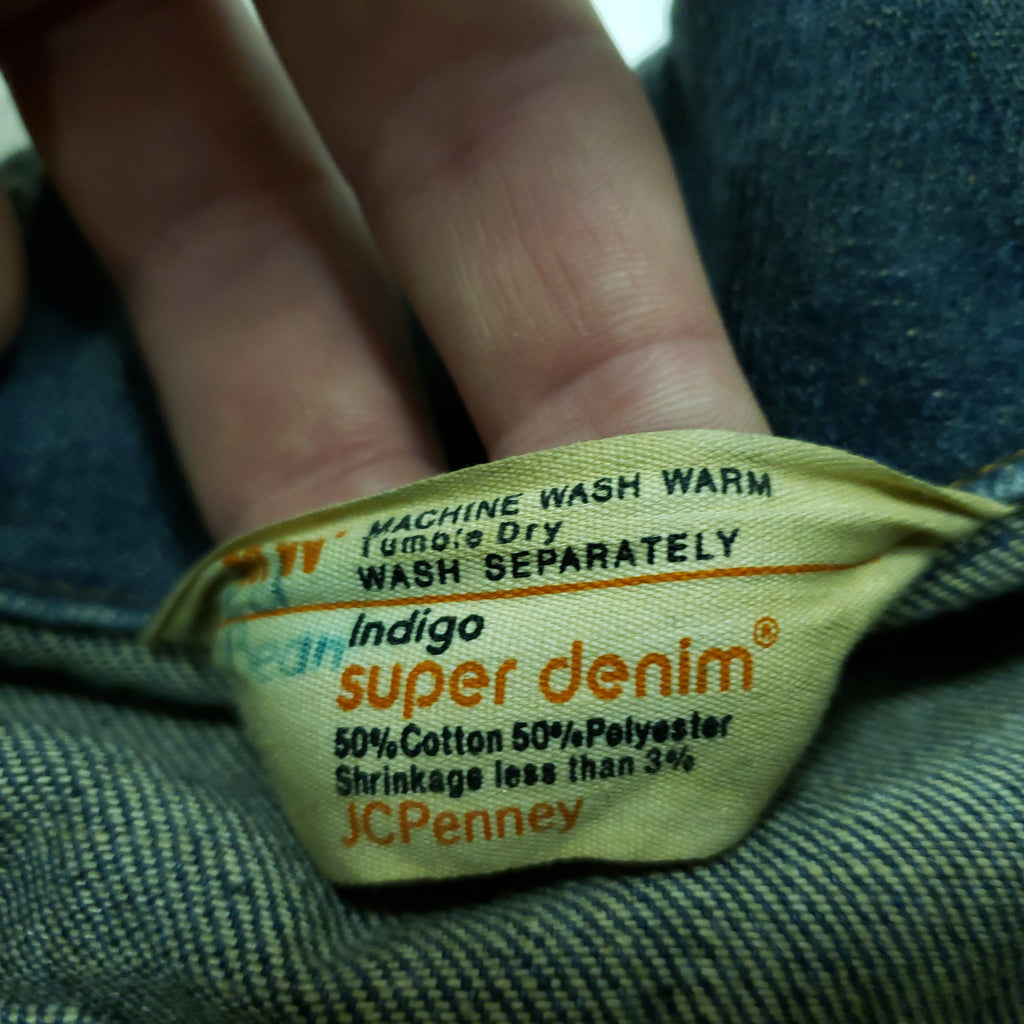 MACHINE WASH WARM
Tumble Dry
WASH SEPARATELY
Indigo
super denim®
50% Cotton 50% Polyester
Shrinkage less than 3%
JCPenney